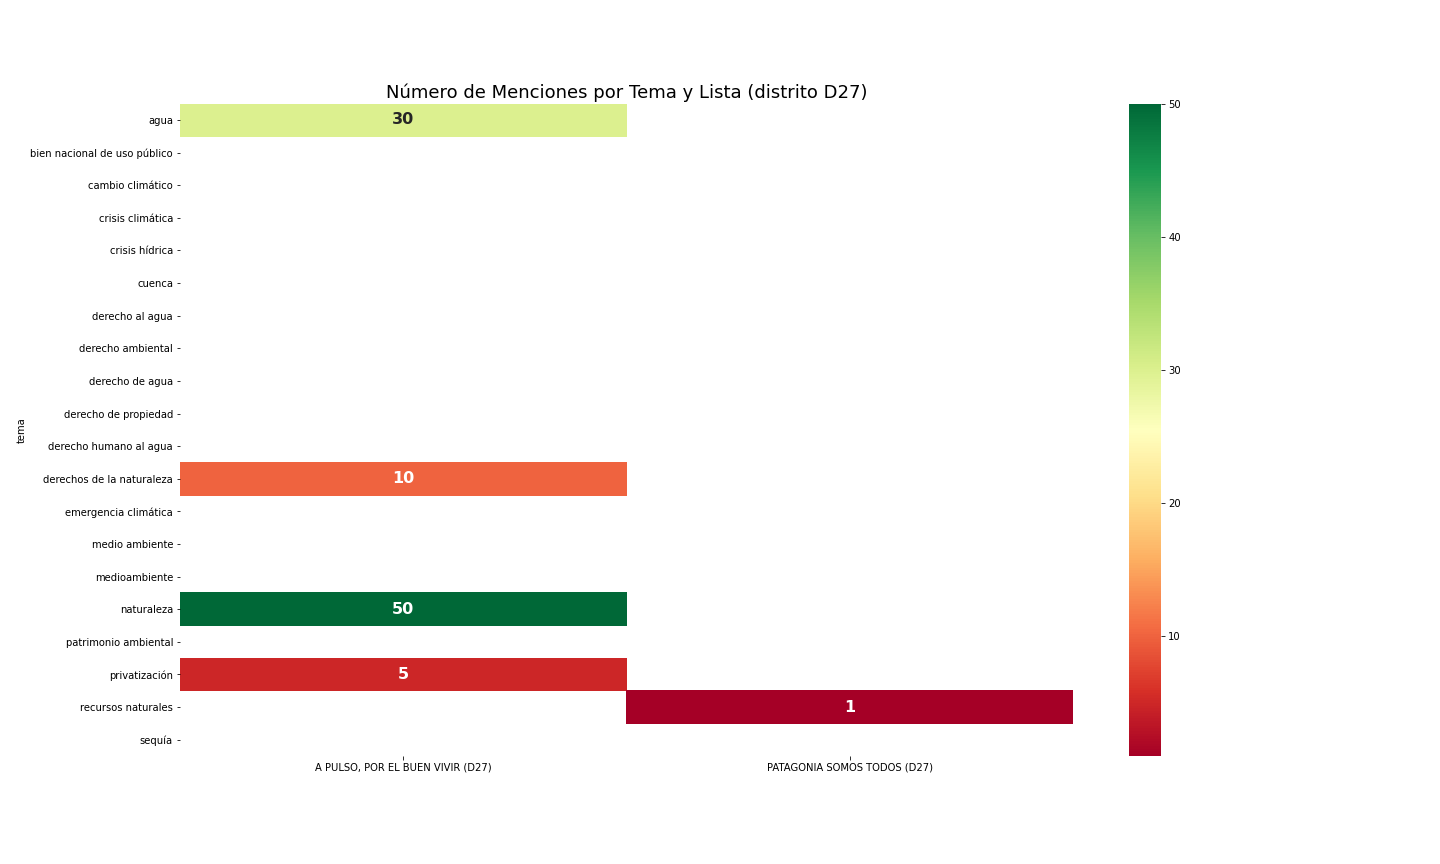 Número de Menciones por Tema y Lista (distrito D27)
tema
agua
bien nacional de uso público
cambio climático
crisis climática
crisis hídrica
cuenca
derecho al agua
derecho ambiental
derecho de agua
derecho de propiedad
derecho humano al agua
derechos de la naturaleza
emergencia climática
medio ambiente
medioambiente
naturaleza
patrimonio ambiental
privatización
recursos naturales
sequía
30
10
50
5
1
A PULSO, POR EL BUEN VIVIR (D27)
PATAGONIA SOMOS TODOS (D27)
50
40
30
20
10